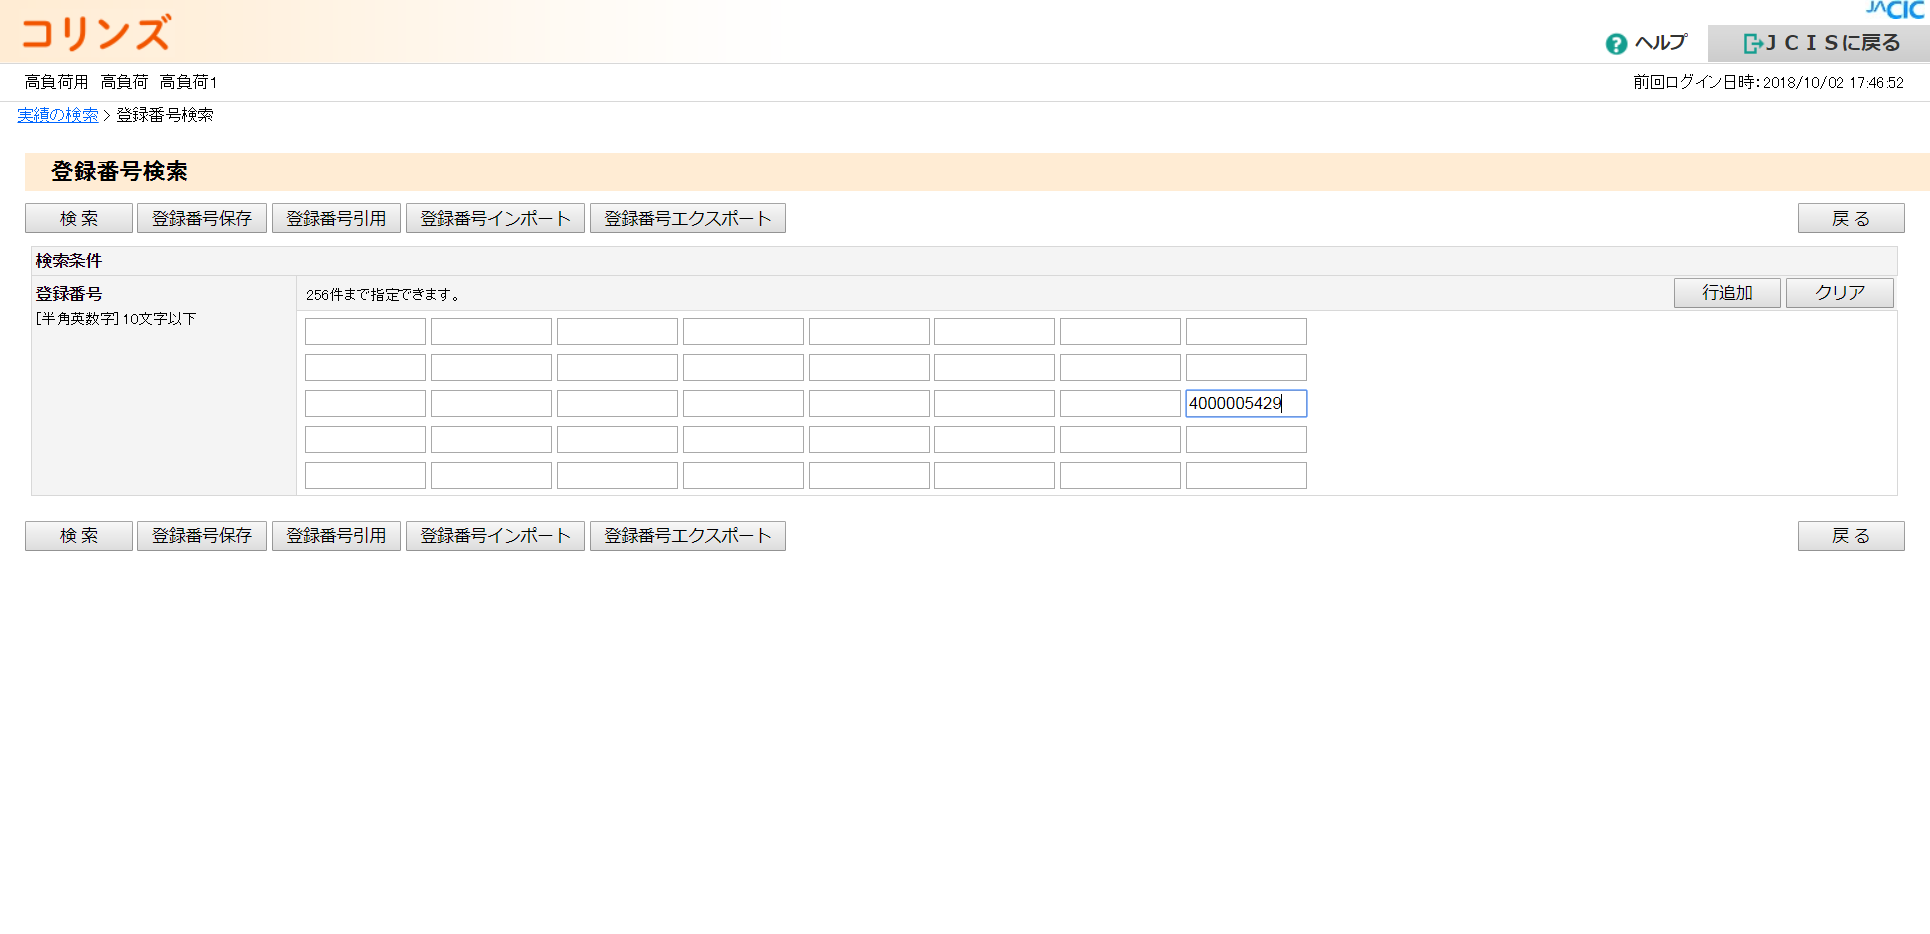 JACIC
コリンズ
? ヘルプ
ＪＣＩＳに戻る
高負荷用 高負荷 高負荷1
前回ログイン日時:2018/10/02 17:46:52
実績の検索 > 登録番号検索
登録番号検索
検 索 登録番号保存 登録番号引用 登録番号インポート 登録番号エクスポート 戻 る
検索条件
登録番号 256件まで指定できます。 行追加 クリア
[半角英数字]10文字以下
4000005429
検 索 登録番号保存 登録番号引用 登録番号インポート 登録番号エクスポート 戻 る